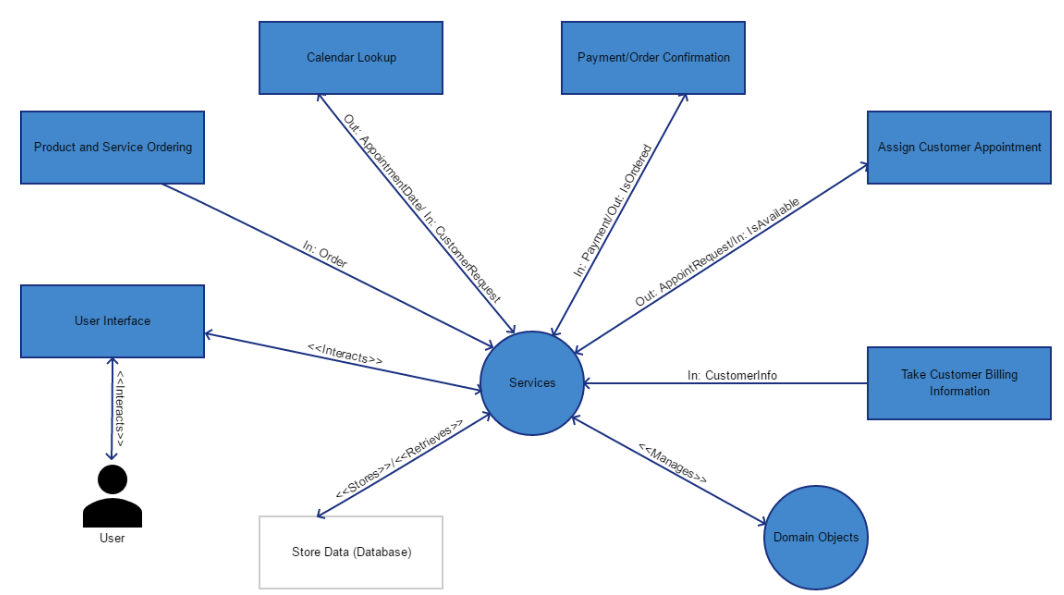 Calendar Lookup
Payment/Order Confirmation
Product and Service Ordering
Assign Customer Appointment
Out: AppointmentDate/ In: CustomerRequest
In: Payment/Out: IsOrdered
Out: AppointRequest/In: IsAvailable
In: Order
User Interface
<<Interacts>>
Services
In: CustomerInfo
Take Customer Billing
Information
<<Interacts>>
<<Stores>>/<<Retrieves>>
<<Manages>>
User
Store Data (Database)
Domain Objects